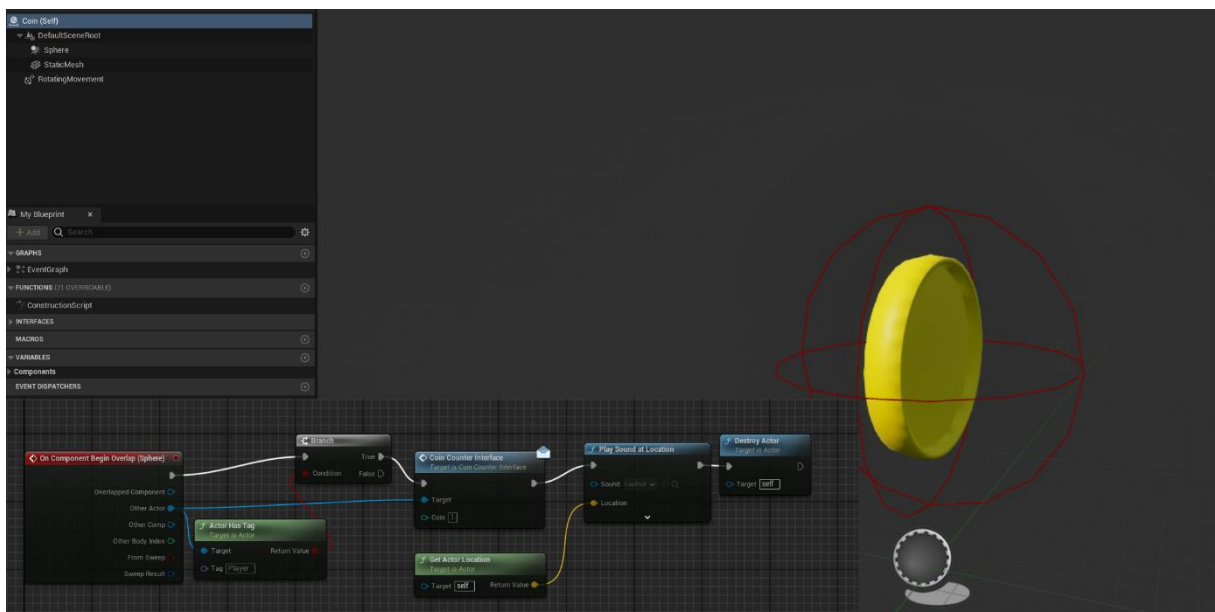 Coin (Self)
DefaultSceneRoot
Sphere
StaticMesh
RotatingMovement
My Blueprint
Add
Search
GRAPHS
EventGraph
FUNCTIONS (21 OVERRIDABLE)
ConstructionScript
INTERFACES
MACROS
VARIABLES
Components
EVENT DISPATCHERS
On Component Begin Overlap (Sphere)
Overlapped Component
Other Actor
Other Comp
Other Body Index
From Sweep
Sweep Result
Branch
True
Condition
False
Actor Has Tag
Target is Actor
Target
Return Value
Tag Player
Coin Counter Interface
Target is Coin Counter Interface
Target
Coin 1
Get Actor Location
Target is Actor
Target self
Return Value
Play Sound at Location
Sound
Location
Destroy Actor
Target is Actor
Target self